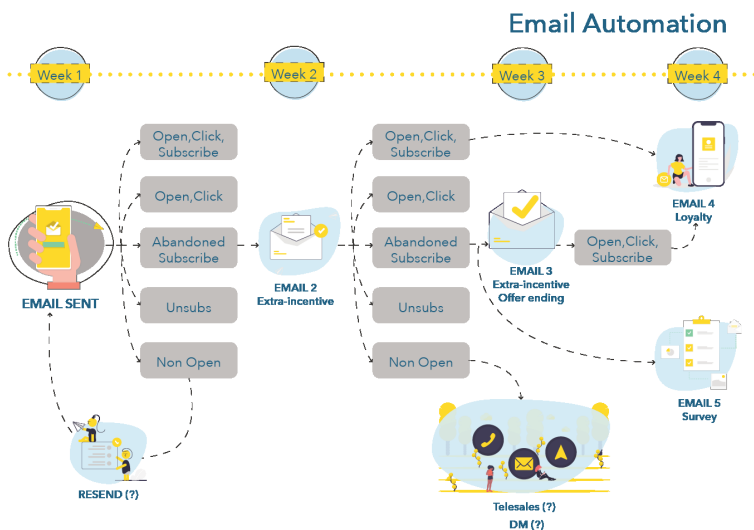 Email Automation
Week 1
Week 2
Week 3
Week 4
Open,Click,
Subscribe
Open,Click
Abandoned
Subscribe
Unsubs
Non Open
EMAIL SENT
RESEND (?)
EMAIL 2
Extra-incentive
Open,Click,
Subscribe
Open,Click
Abandoned
Subscribe
Unsubs
Non Open
EMAIL 3
Extra-incentive
Offer ending
Open,Click,
Subscribe
EMAIL 4
Loyalty
EMAIL 5
Survey
Telesales (?)
DM (?)